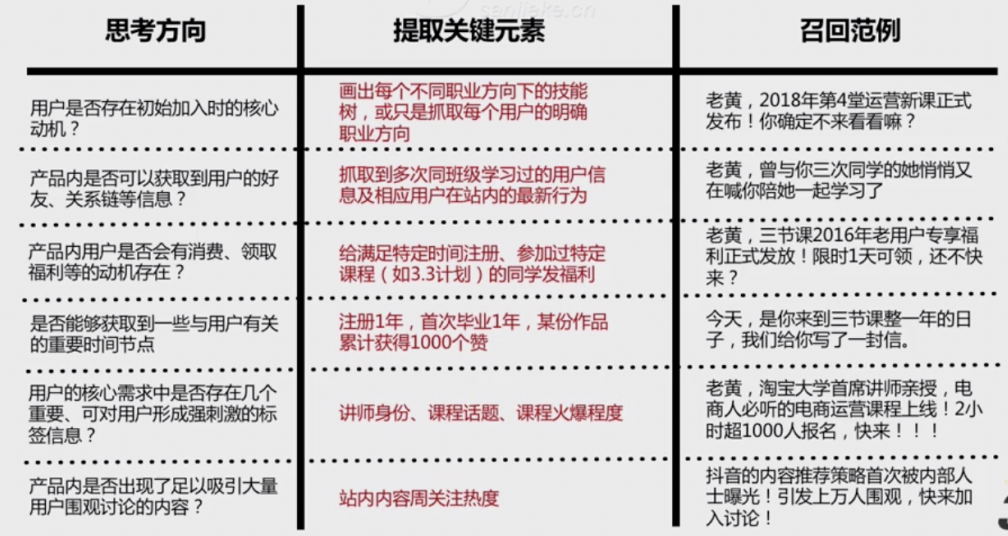 sanjieke.cn
思考方向
提取关键元素
召回范例
用户是否存在初始加入时的核心
动机？
画出每个不同职业方向下的技能
树，或只是抓取每个用户的明确
职业方向
老黄，2018年第4堂运营新课正式
发布！你确定不来看看嘛？
产品内是否可以获取到用户的好
友、关系链等信息？
抓取到多次同班级学习过的用户信
息及相应用户在站内的最新行为
老黄，曾与你三次同学的她悄悄又
在喊你陪她一起学习了
产品内用户是否会有消费、领取
福利等的动机存在？
给满足特定时间注册、参加过特定
课程（如3.3计划）的同学发福利
老黄，三节课2016年老用户专享福
利正式发放！限时1天可领，还不快
来？
是否能够获取到一些与用户有关
的重要时间节点
注册1年，首次毕业1年，某份作品
累计获得1000个赞
今天，是你来到三节课整一年的日
子，我们给你写了一封信。
用户的核心需求中是否存在几个
重要、可对用户形成强刺激的标
签信息？
讲师身份、课程话题、课程火爆程度
老黄，淘宝大学首席讲师亲授，电
商人必听的电商运营课程上线！2小
时超1000人报名，快来！！！
产品内是否出现了足以吸引大量
用户围观讨论的内容？
站内内容周关注热度
抖音的内容推荐策略首次被内部人
士曝光！引发上万人围观，快来加
入讨论！